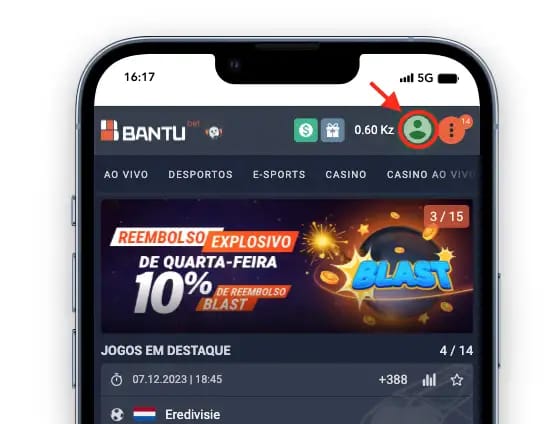 16:17
5G
BANTU bet
0.60 Kz
14
AO VIVO DESPORTOS E-SPORTS CASINO CASINO AO VIVO
3 / 15
REEMBOLSO EXPLOSIVO
DE QUARTA-FEIRA
10% DE REEMBOLSO
BLAST
BLAST
JOGOS EM DESTAQUE 4 / 14
07.12.2023 | 18:45 +388
Eredivisie